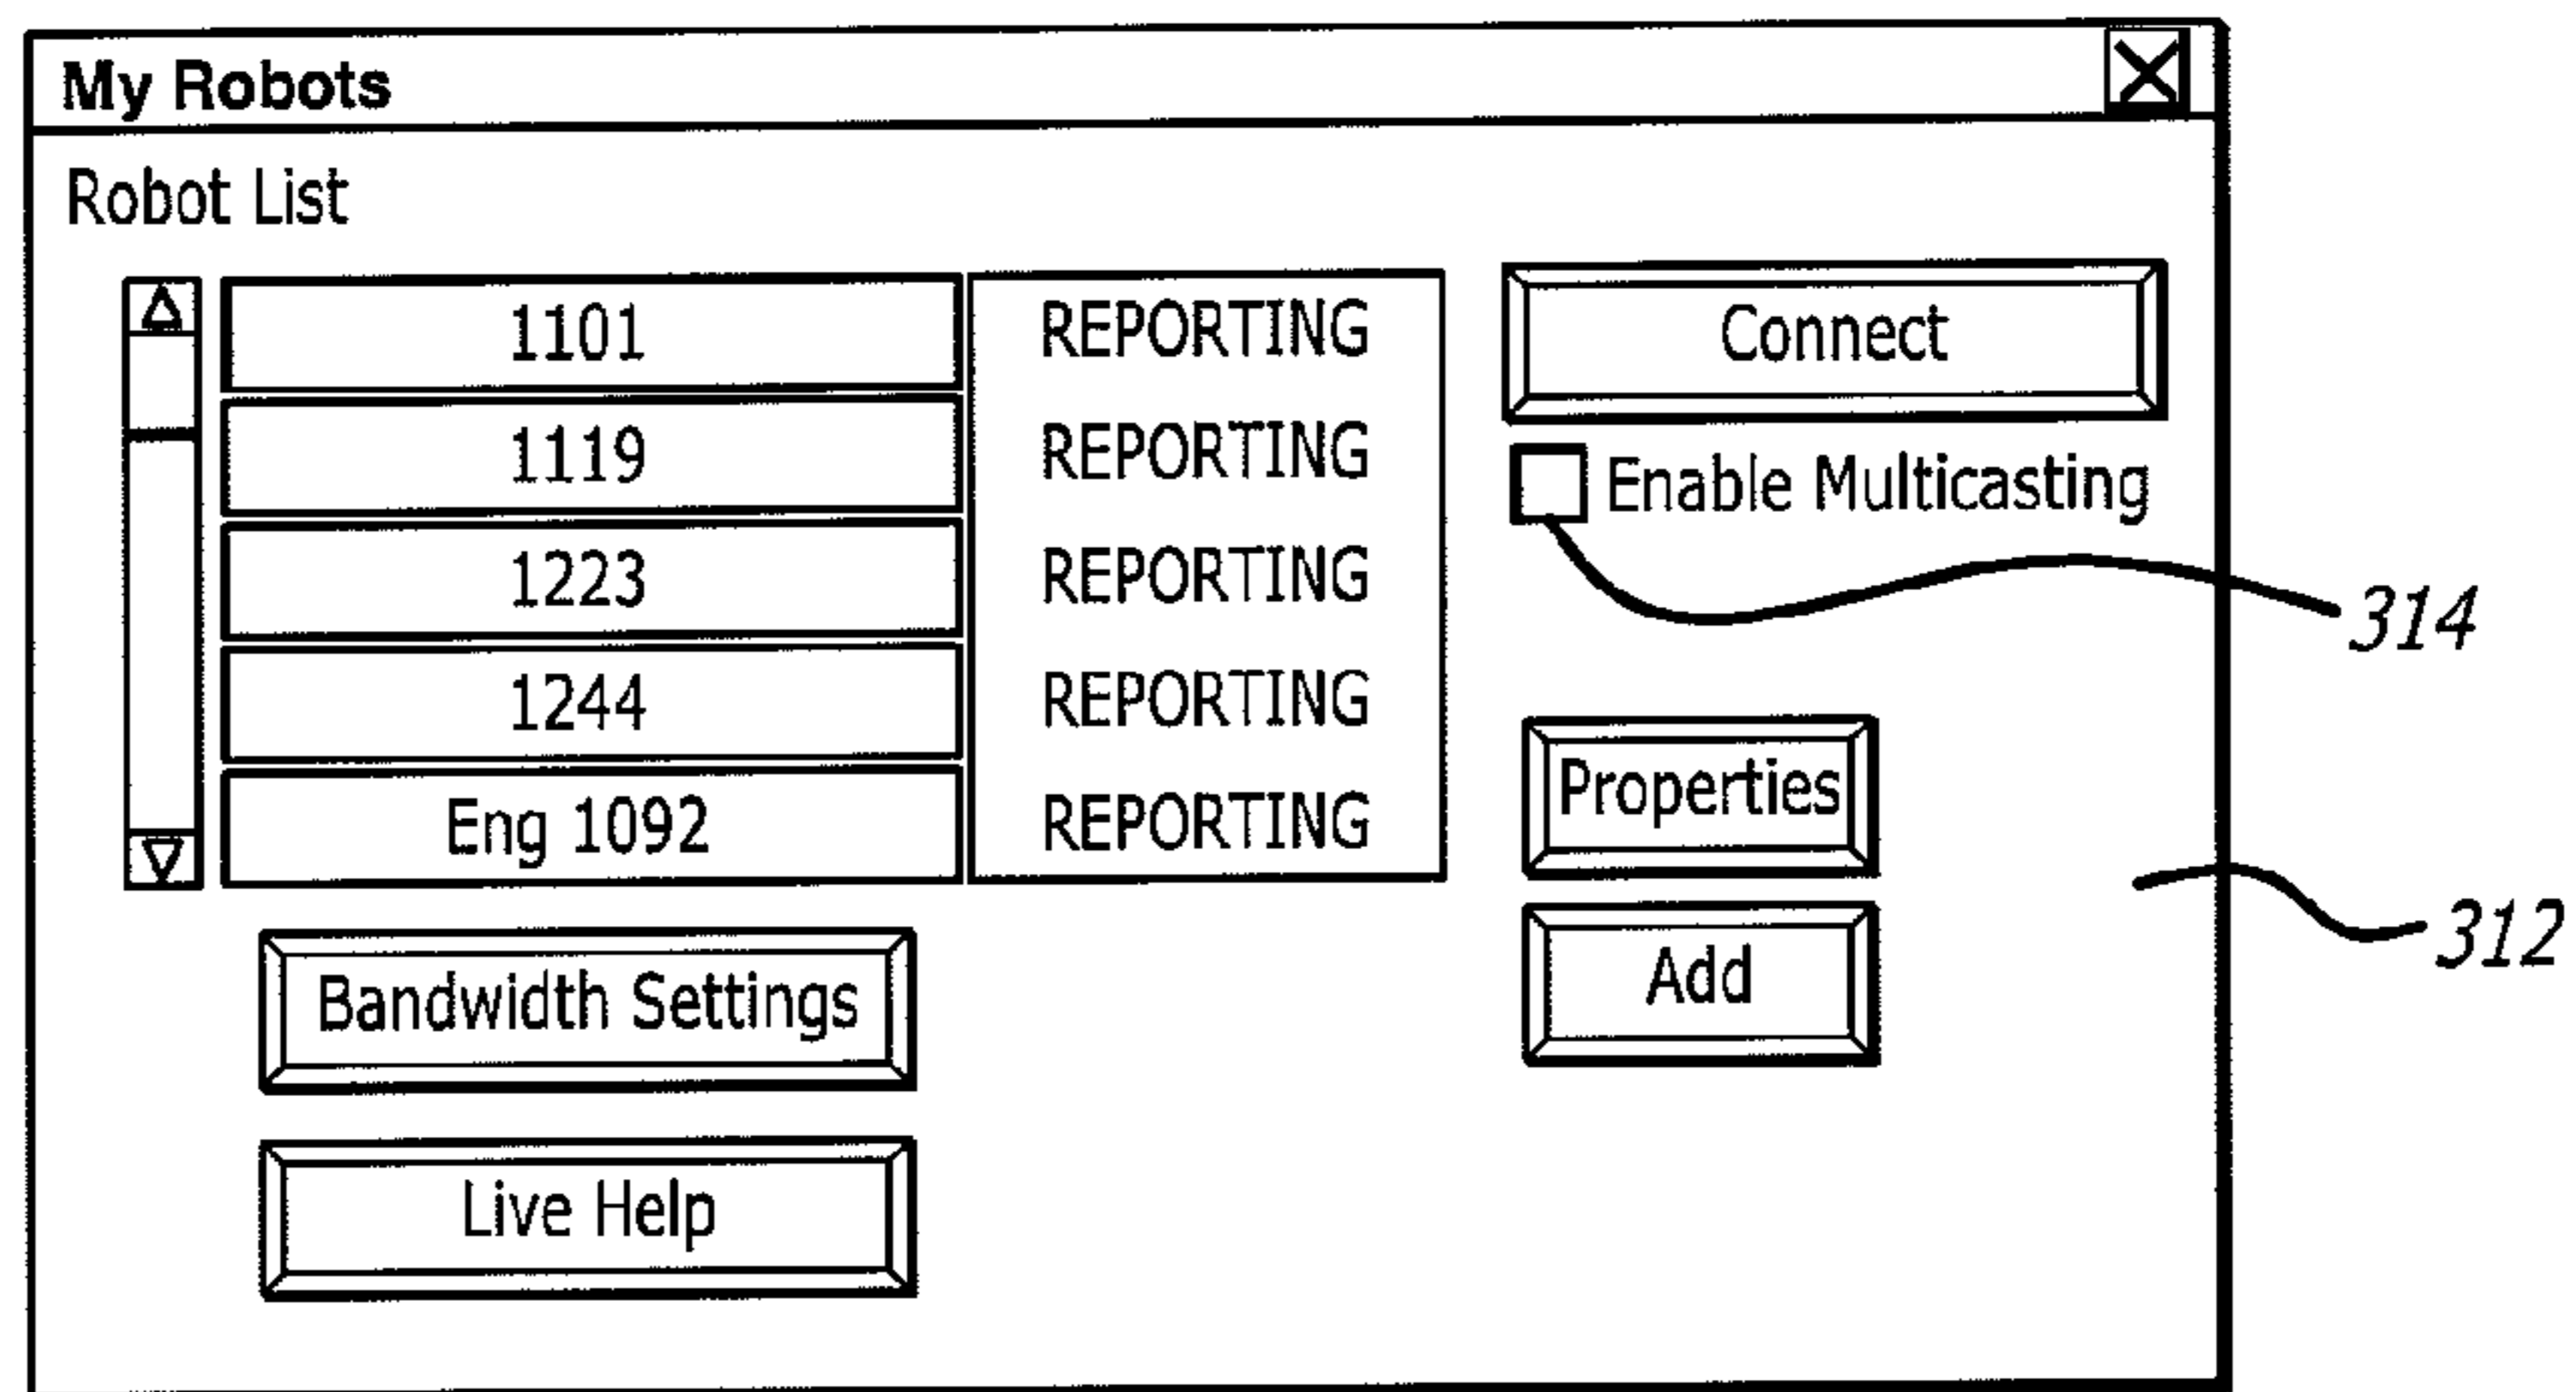 My Robots
Robot List
1101 REPORTING
1119 REPORTING
1223 REPORTING
1244 REPORTING
Eng 1092 REPORTING
Connect
Enable Multicasting
314
Properties
Add
312
Bandwidth Settings
Live Help